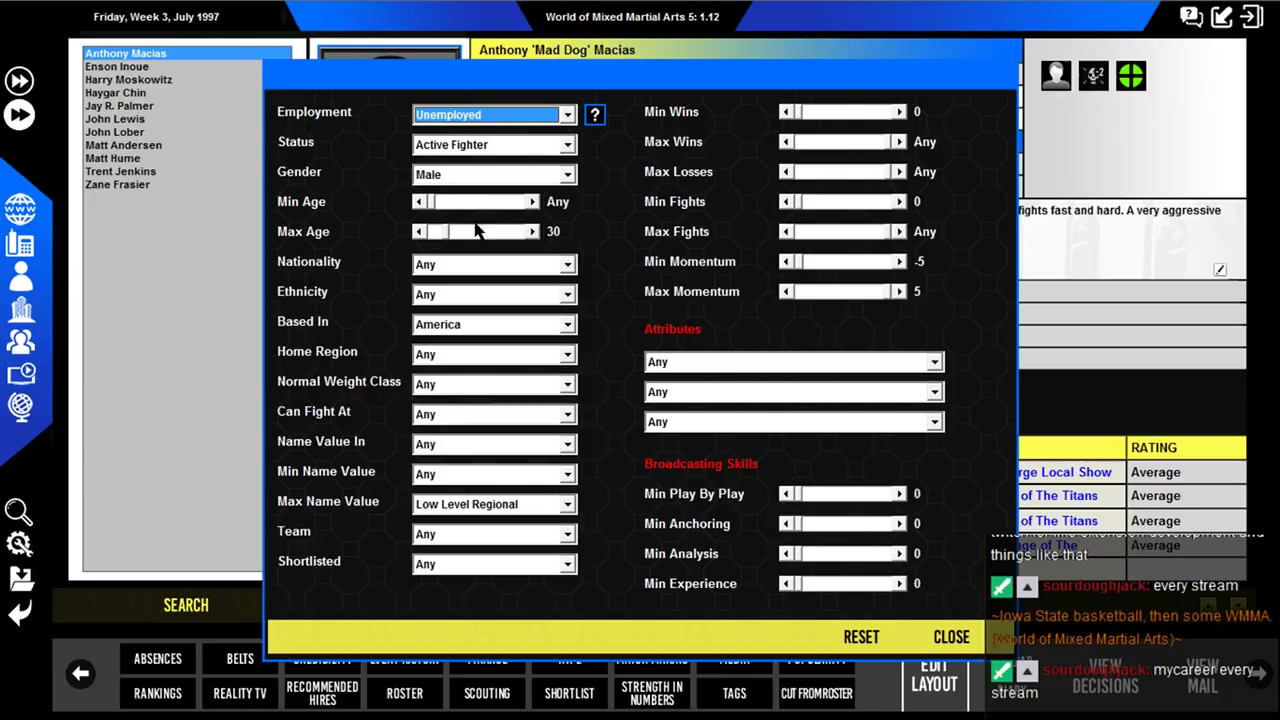 Friday, Week 3, July 1997
World of Mixed Martial Arts 5: 1.12
Anthony Macias
Enson Inoue
Harry Moskowitz
Haygar Chin
Jay R. Palmer
John Lewis
John Lober
Matt Andersen
Matt Hume
Trent Jenkins
Zane Frasier
SEARCH
Anthony 'Mad Dog' Macias
Employment Unemployed ?
Status Active Fighter
Gender Male
Min Age Any
Max Age 30
Nationality Any
Ethnicity Any
Based In America
Home Region Any
Normal Weight Class Any
Can Fight At Any
Name Value In Any
Min Name Value Any
Max Name Value Low Level Regional
Team Any
Shortlisted Any
Min Wins 0
Max Wins Any
Max Losses Any
Min Fights 0
Max Fights Any
Min Momentum -5
Max Momentum 5
Attributes
Any
Any
Any
Broadcasting Skills
Min Play By Play 0
Min Anchoring 0
Min Analysis 0
Min Experience 0
RESET CLOSE
fights fast and hard. A very aggressive
RATING
rge Local Show Average
of The Titans Average
of The Titans Average
ge of The Average
things like that
sourdoughjack: every stream
~Iowa State basketball, then some WMMA
(World of Mixed Martial Arts)~
sourdoughjack: mycareer every
stream
ABSENCES BELTS
RANKINGS REALITY TV RECOMMENDED HIRES ROSTER SCOUTING SHORTLIST STRENGTH IN NUMBERS TAGS CUT FROM ROSTER
EDIT LAYOUT
VIEW DECISIONS
VIEW MAIL